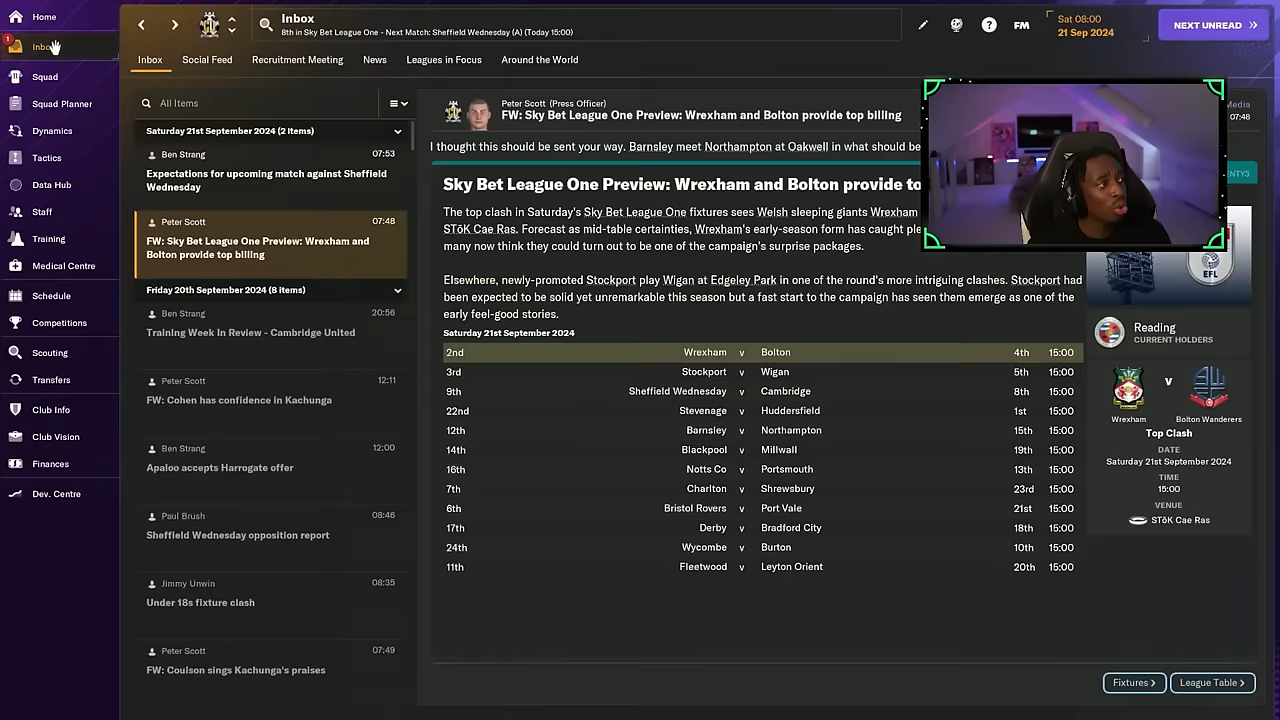 Home
Inbox
1
Squad
Squad Planner
Dynamics
Tactics
Data Hub
Staff
Training
Medical Centre
Schedule
Competitions
Scouting
Transfers
Club Info
Club Vision
Finances
Dev. Centre
Inbox
8th in Sky Bet League One - Next Match: Sheffield Wednesday (A) (Today 15:00)
FM
Sat 08:00
21 Sep 2024
NEXT UNREAD
Inbox Social Feed Recruitment Meeting News Leagues in Focus Around the World
All Items
Saturday 21st September 2024 (2 items)
Ben Strang 07:53
Expectations for upcoming match against Sheffield
Wednesday
Peter Scott 07:48
FW: Sky Bet League One Preview: Wrexham and
Bolton provide top billing
Friday 20th September 2024 (8 items)
Ben Strang 20:56
Training Week In Review - Cambridge United
Peter Scott 12:11
FW: Cohen has confidence in Kachunga
Ben Strang 12:00
Apaloo accepts Harrogate offer
Paul Brush 08:46
Sheffield Wednesday opposition report
Jimmy Unwin 08:35
Under 18s fixture clash
Peter Scott 07:49
FW: Coulson sings Kachunga's praises
Peter Scott (Press Officer)
FW: Sky Bet League One Preview: Wrexham and Bolton provide top billing
Media
07:48
I thought this should be sent your way. Barnsley meet Northampton at Oakwell in what should be
ENTY3
Sky Bet League One Preview: Wrexham and Bolton provide to
The top clash in Saturday's Sky Bet League One fixtures sees Welsh sleeping giants Wrexham
STōK Cae Ras. Forecast as mid-table certainties, Wrexham's early-season form has caught ple
many now think they could turn out to be one of the campaign's surprise packages.
Elsewhere, newly-promoted Stockport play Wigan at Edgeley Park in one of the round's more intriguing clashes. Stockport had
been expected to be solid yet unremarkable this season but a fast start to the campaign has seen them emerge as one of the
early feel-good stories.
Saturday 21st September 2024
2nd Wrexham v Bolton 4th 15:00
3rd Stockport v Wigan 5th 15:00
9th Sheffield Wednesday v Cambridge 8th 15:00
22nd Stevenage v Huddersfield 1st 15:00
12th Barnsley v Northampton 15th 15:00
14th Blackpool v Millwall 19th 15:00
16th Notts Co v Portsmouth 13th 15:00
7th Charlton v Shrewsbury 23rd 15:00
6th Bristol Rovers v Port Vale 21st 15:00
17th Derby v Bradford City 18th 15:00
24th Wycombe v Burton 10th 15:00
11th Fleetwood v Leyton Orient 20th 15:00
EFL
Reading
CURRENT HOLDERS
v
Wrexham Bolton Wanderers
Top Clash
DATE
Saturday 21st September 2024
TIME
15:00
VENUE
STōK Cae Ras
Fixtures
League Table